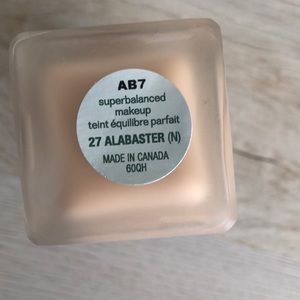 AB7
superbalanced
makeup
teint équilibre parfait
27 ALABASTER (N)
MADE IN CANADA
60QH